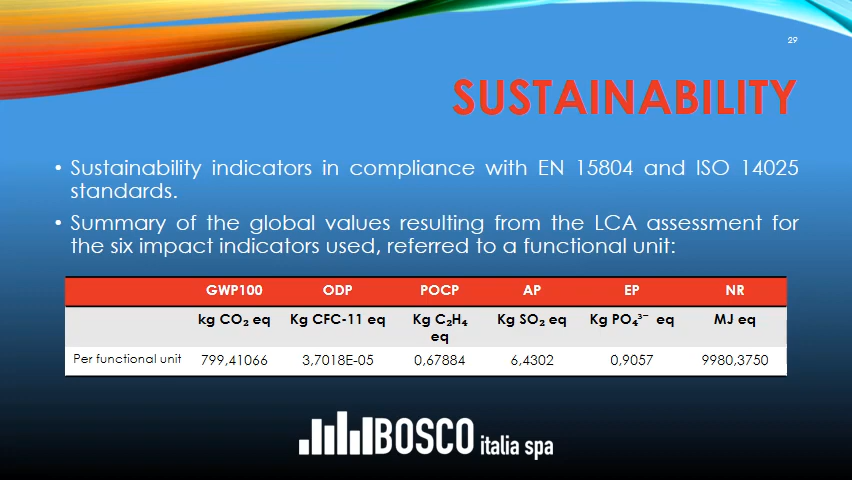 29
SUSTAINABILITY
• Sustainability indicators in compliance with EN 15804 and ISO 14025
standards.
• Summary of the global values resulting from the LCA assessment for
the six impact indicators used, referred to a functional unit:
GWP100 ODP POCP AP EP NR
kg CO₂ eq Kg CFC-11 eq Kg C₂H₄ eq Kg SO₂ eq Kg PO₄³⁻ eq MJ eq
Per functional unit 799,41066 3,7018E-05 0,67884 6,4302 0,9057 9980,3750
BOSCO italia spa